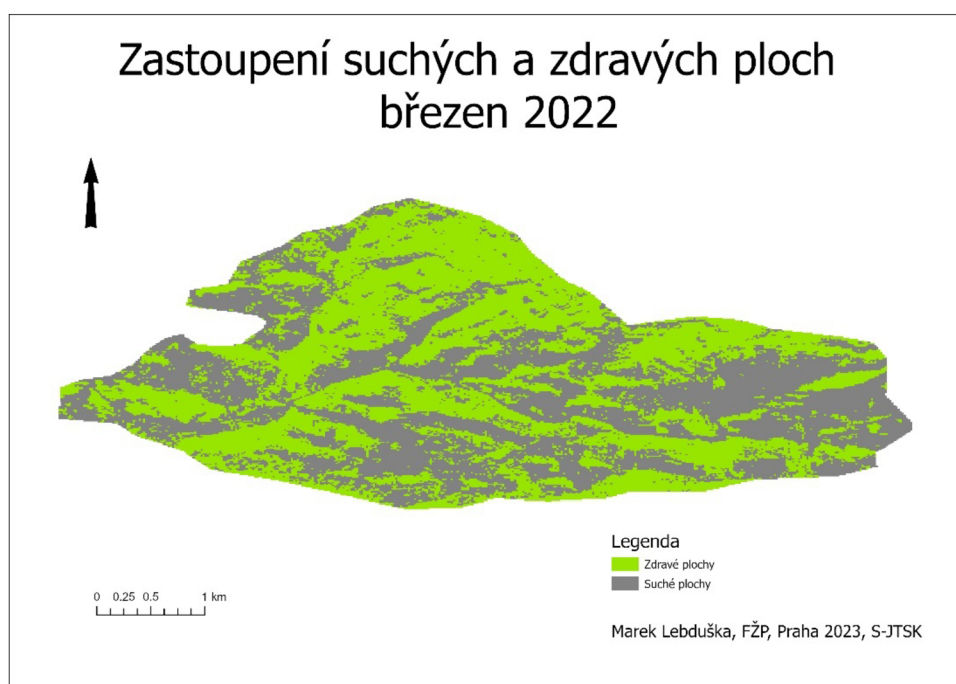 Zastoupení suchých a zdravých ploch
březen 2022
Legenda
Zdravé plochy
Suché plochy
0 0.25 0.5 1 km
Marek Lebduška, FŽP, Praha 2023, S-JTSK